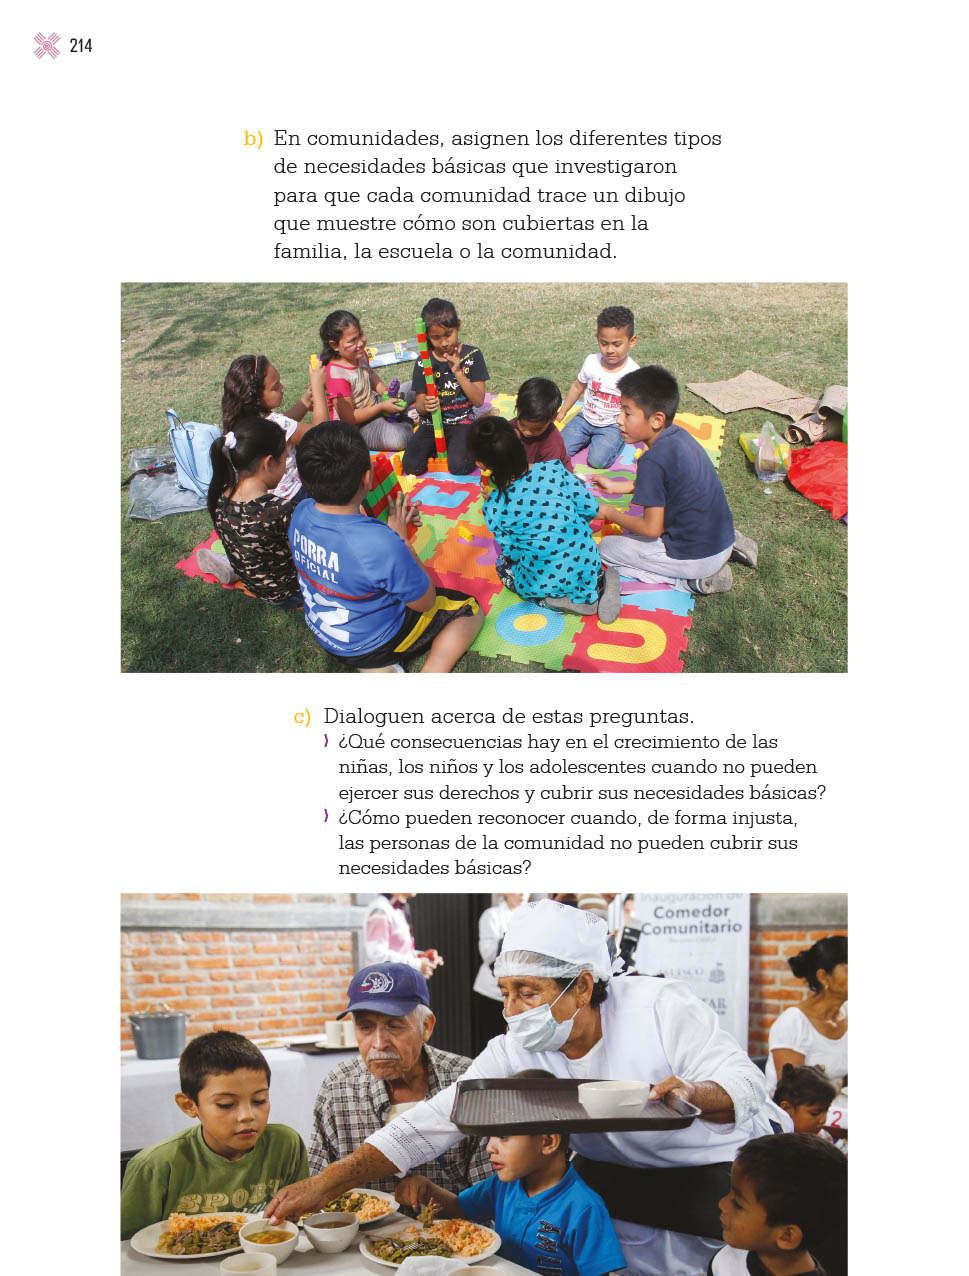 214
b) En comunidades, asignen los diferentes tipos
de necesidades básicas que investigaron
para que cada comunidad trace un dibujo
que muestre cómo son cubiertas en la
familia, la escuela o la comunidad.
PORRA
OFICIAL
c) Dialoguen acerca de estas preguntas.
⟩ ¿Qué consecuencias hay en el crecimiento de las
niñas, los niños y los adolescentes cuando no pueden
ejercer sus derechos y cubrir sus necesidades básicas?
⟩ ¿Cómo pueden reconocer cuando, de forma injusta,
las personas de la comunidad no pueden cubrir sus
necesidades básicas?
Inauguración de
Comedor
Comunitario
JALISCO
SPORT
2